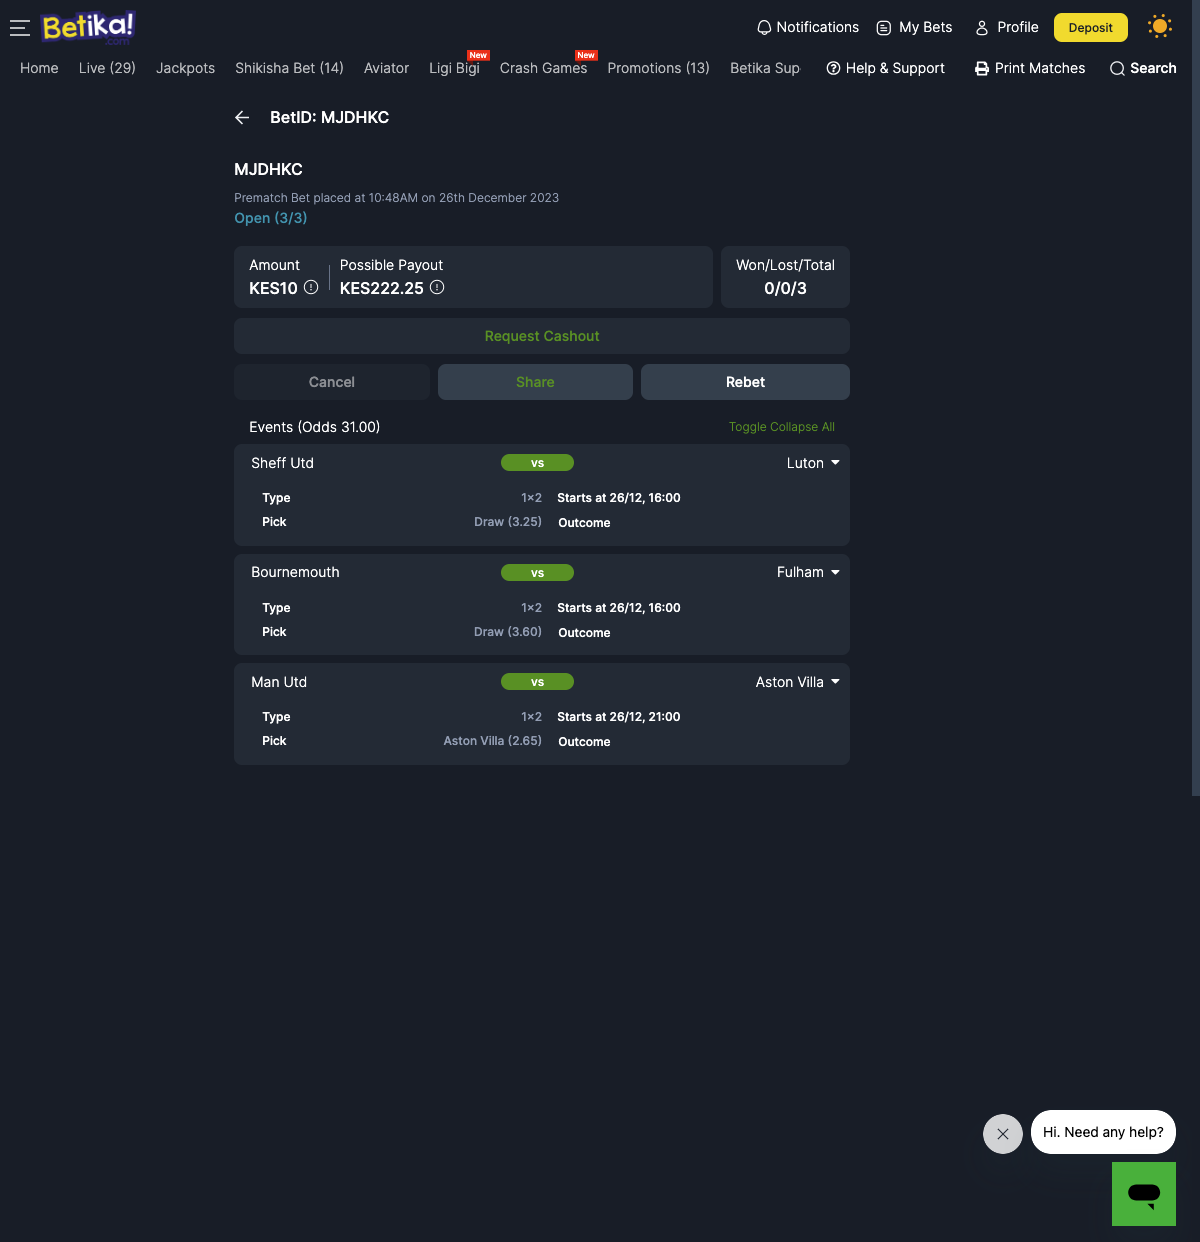 Betika!
.com
Notifications
My Bets
Profile
Deposit
Home
Live (29)
Jackpots
Shikisha Bet (14)
Aviator
Ligi Bigi
New
Crash Games
New
Promotions (13)
Betika Sup
Help & Support
Print Matches
Search
BetID: MJDHKC
MJDHKC
Prematch Bet placed at 10:48AM on 26th December 2023
Open (3/3)
Amount
KES10
Possible Payout
KES222.25
Won/Lost/Total
0/0/3
Request Cashout
Cancel
Share
Rebet
Events (Odds 31.00)
Toggle Collapse All
Sheff Utd vs Luton
Type 1x2 Starts at 26/12, 16:00
Pick Draw (3.25) Outcome
Bournemouth vs Fulham
Type 1x2 Starts at 26/12, 16:00
Pick Draw (3.60) Outcome
Man Utd vs Aston Villa
Type 1x2 Starts at 26/12, 21:00
Pick Aston Villa (2.65) Outcome
Hi. Need any help?